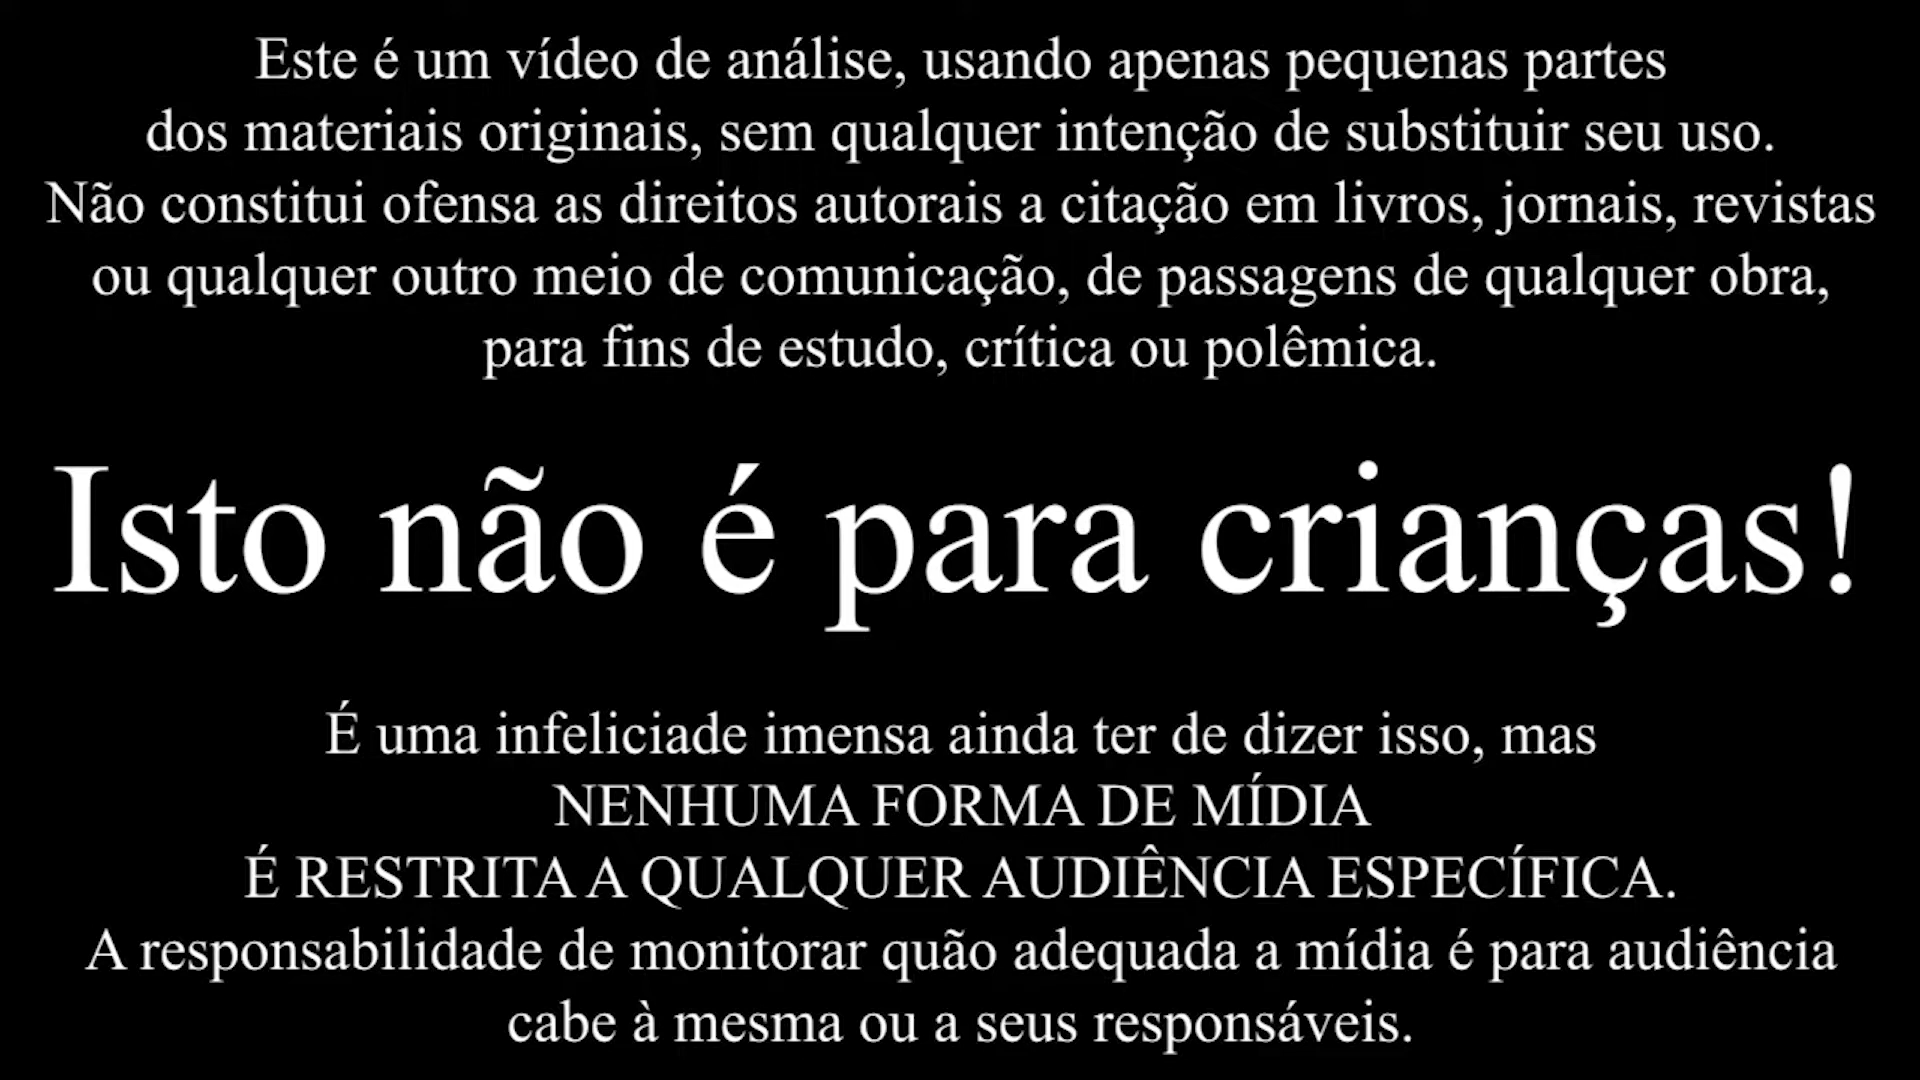 Este é um vídeo de análise, usando apenas pequenas partes
dos materiais originais, sem qualquer intenção de substituir seu uso.
Não constitui ofensa as direitos autorais a citação em livros, jornais, revistas
ou qualquer outro meio de comunicação, de passagens de qualquer obra,
para fins de estudo, crítica ou polêmica.
Isto não é para crianças!
É uma infeliciade imensa ainda ter de dizer isso, mas
NENHUMA FORMA DE MÍDIA
É RESTRITA A QUALQUER AUDIÊNCIA ESPECÍFICA.
A responsabilidade de monitorar quão adequada a mídia é para audiência
cabe à mesma ou a seus responsáveis.